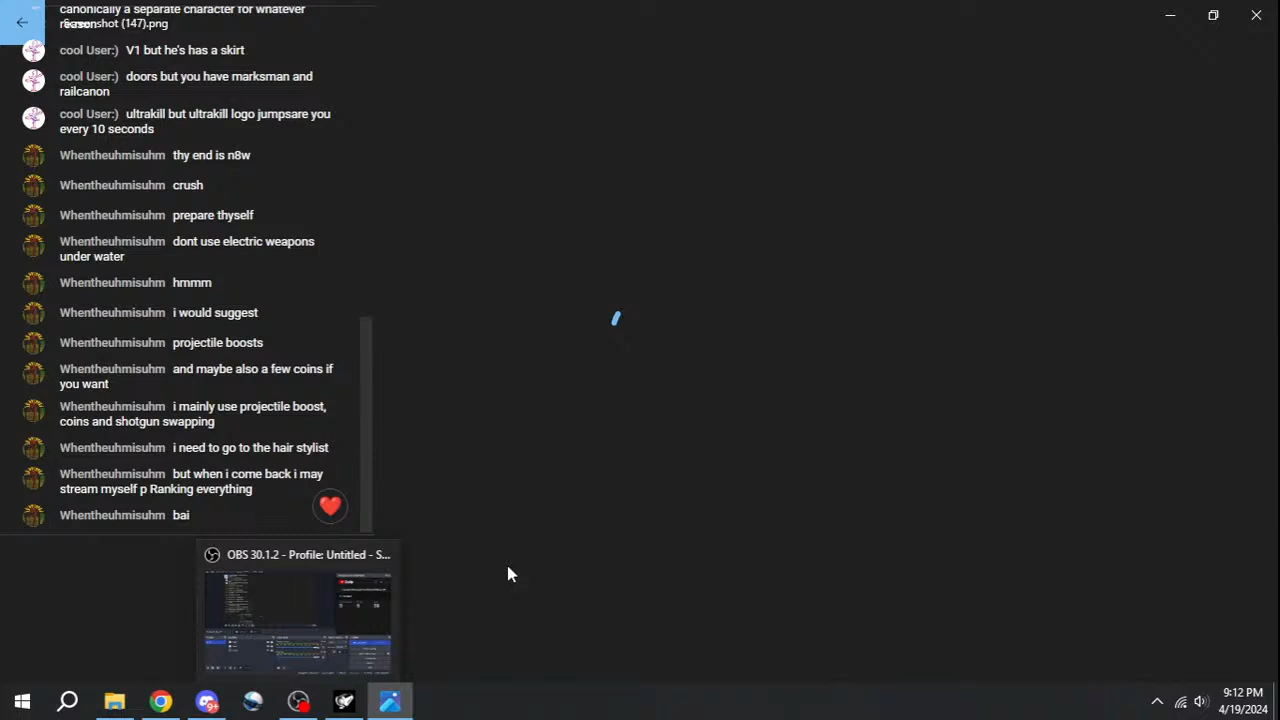 canonically a separate character for whatever
reason
Screenshot (147).png
cool User:) V1 but he's has a skirt
cool User:) doors but you have marksman and
railcanon
cool User:) ultrakill but ultrakill logo jumpsare you
every 10 seconds
Whentheuhmisuhm thy end is n8w
Whentheuhmisuhm crush
Whentheuhmisuhm prepare thyself
Whentheuhmisuhm dont use electric weapons
under water
Whentheuhmisuhm hmmm
Whentheuhmisuhm i would suggest
Whentheuhmisuhm projectile boosts
Whentheuhmisuhm and maybe also a few coins if
you want
Whentheuhmisuhm i mainly use projectile boost,
coins and shotgun swapping
Whentheuhmisuhm i need to go to the hair stylist
Whentheuhmisuhm but when i come back i may
stream myself p Ranking everything
Whentheuhmisuhm bai
OBS 30.1.2 - Profile: Untitled - S...
9:12 PM
4/19/2024